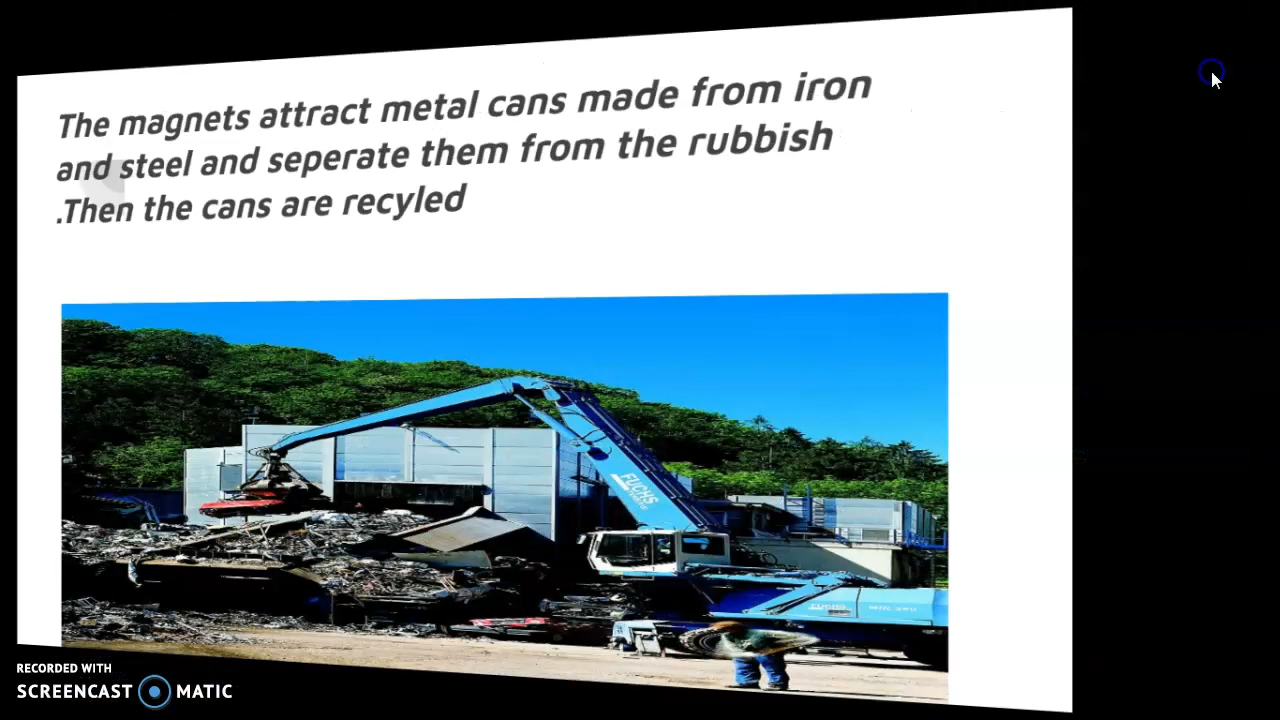 The magnets attract metal cans made from iron
and steel and seperate them from the rubbish
.Then the cans are recyled
FUCHS
RECORDED WITH
SCREENCAST MATIC